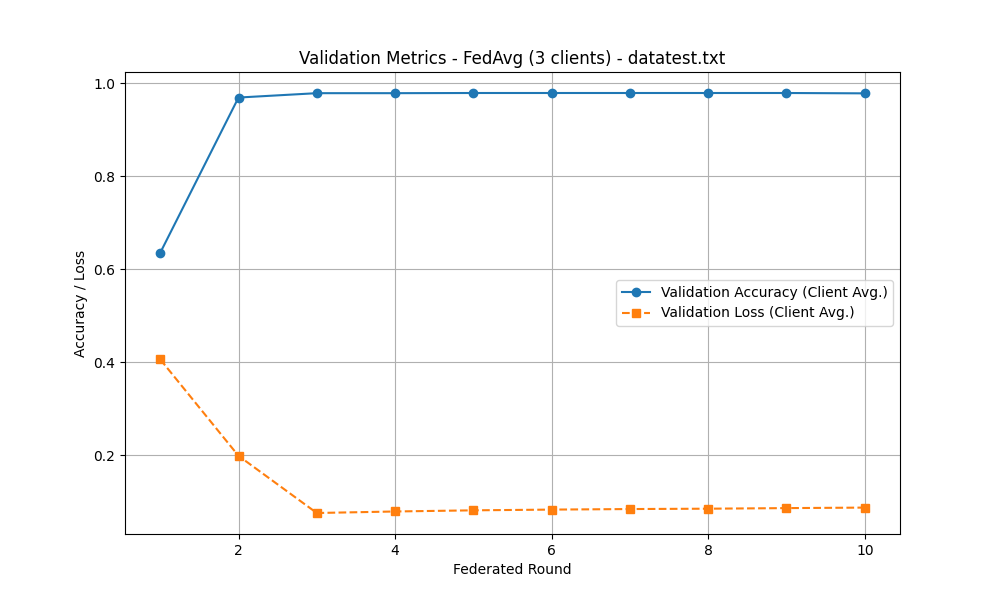 Validation Metrics - FedAvg (3 clients) - datatest.txt
1.0
0.8
0.6
0.4
0.2
Accuracy / Loss
Validation Accuracy (Client Avg.)
Validation Loss (Client Avg.)
2 4 6 8 10
Federated Round